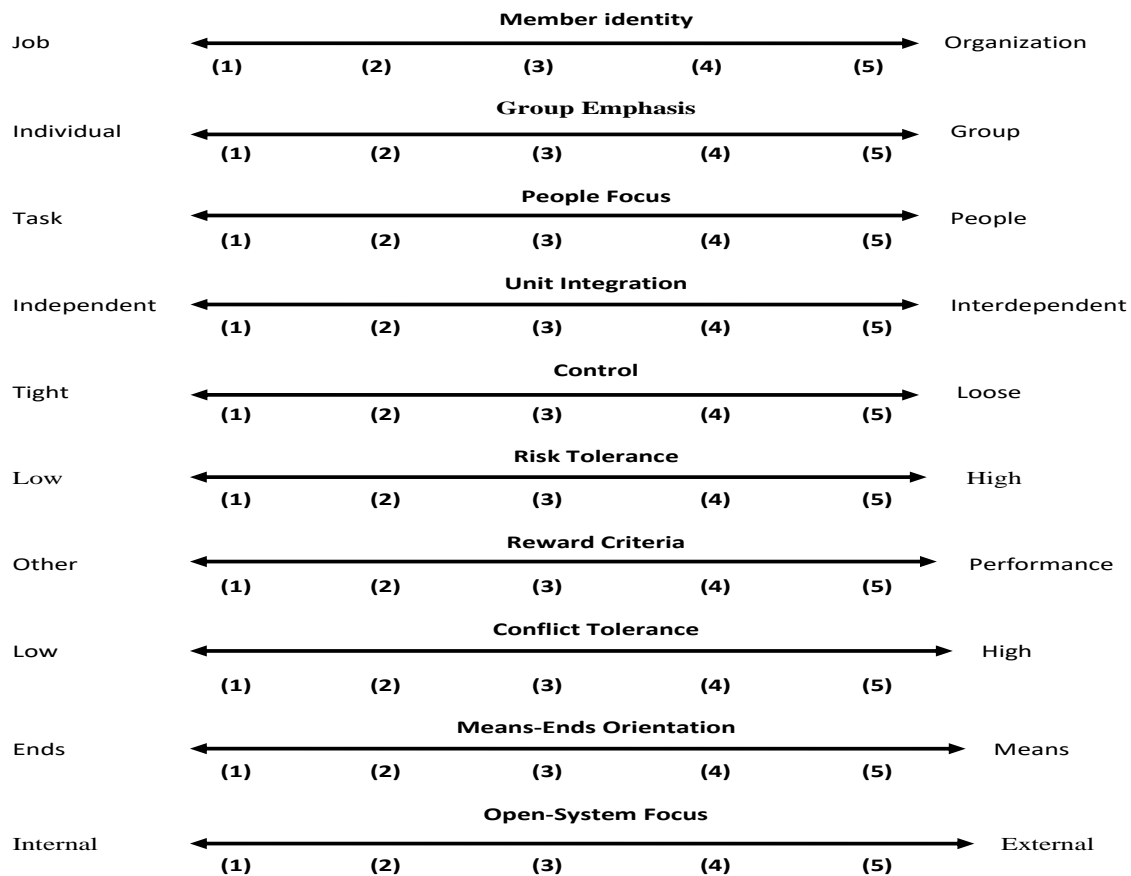 Member identity
Job Organization
(1) (2) (3) (4) (5)
Group Emphasis
Individual Group
(1) (2) (3) (4) (5)
People Focus
Task People
(1) (2) (3) (4) (5)
Unit Integration
Independent Interdependent
(1) (2) (3) (4) (5)
Control
Tight Loose
(1) (2) (3) (4) (5)
Risk Tolerance
Low High
(1) (2) (3) (4) (5)
Reward Criteria
Other Performance
(1) (2) (3) (4) (5)
Conflict Tolerance
Low High
(1) (2) (3) (4) (5)
Means-Ends Orientation
Ends Means
(1) (2) (3) (4) (5)
Open-System Focus
Internal External
(1) (2) (3) (4) (5)